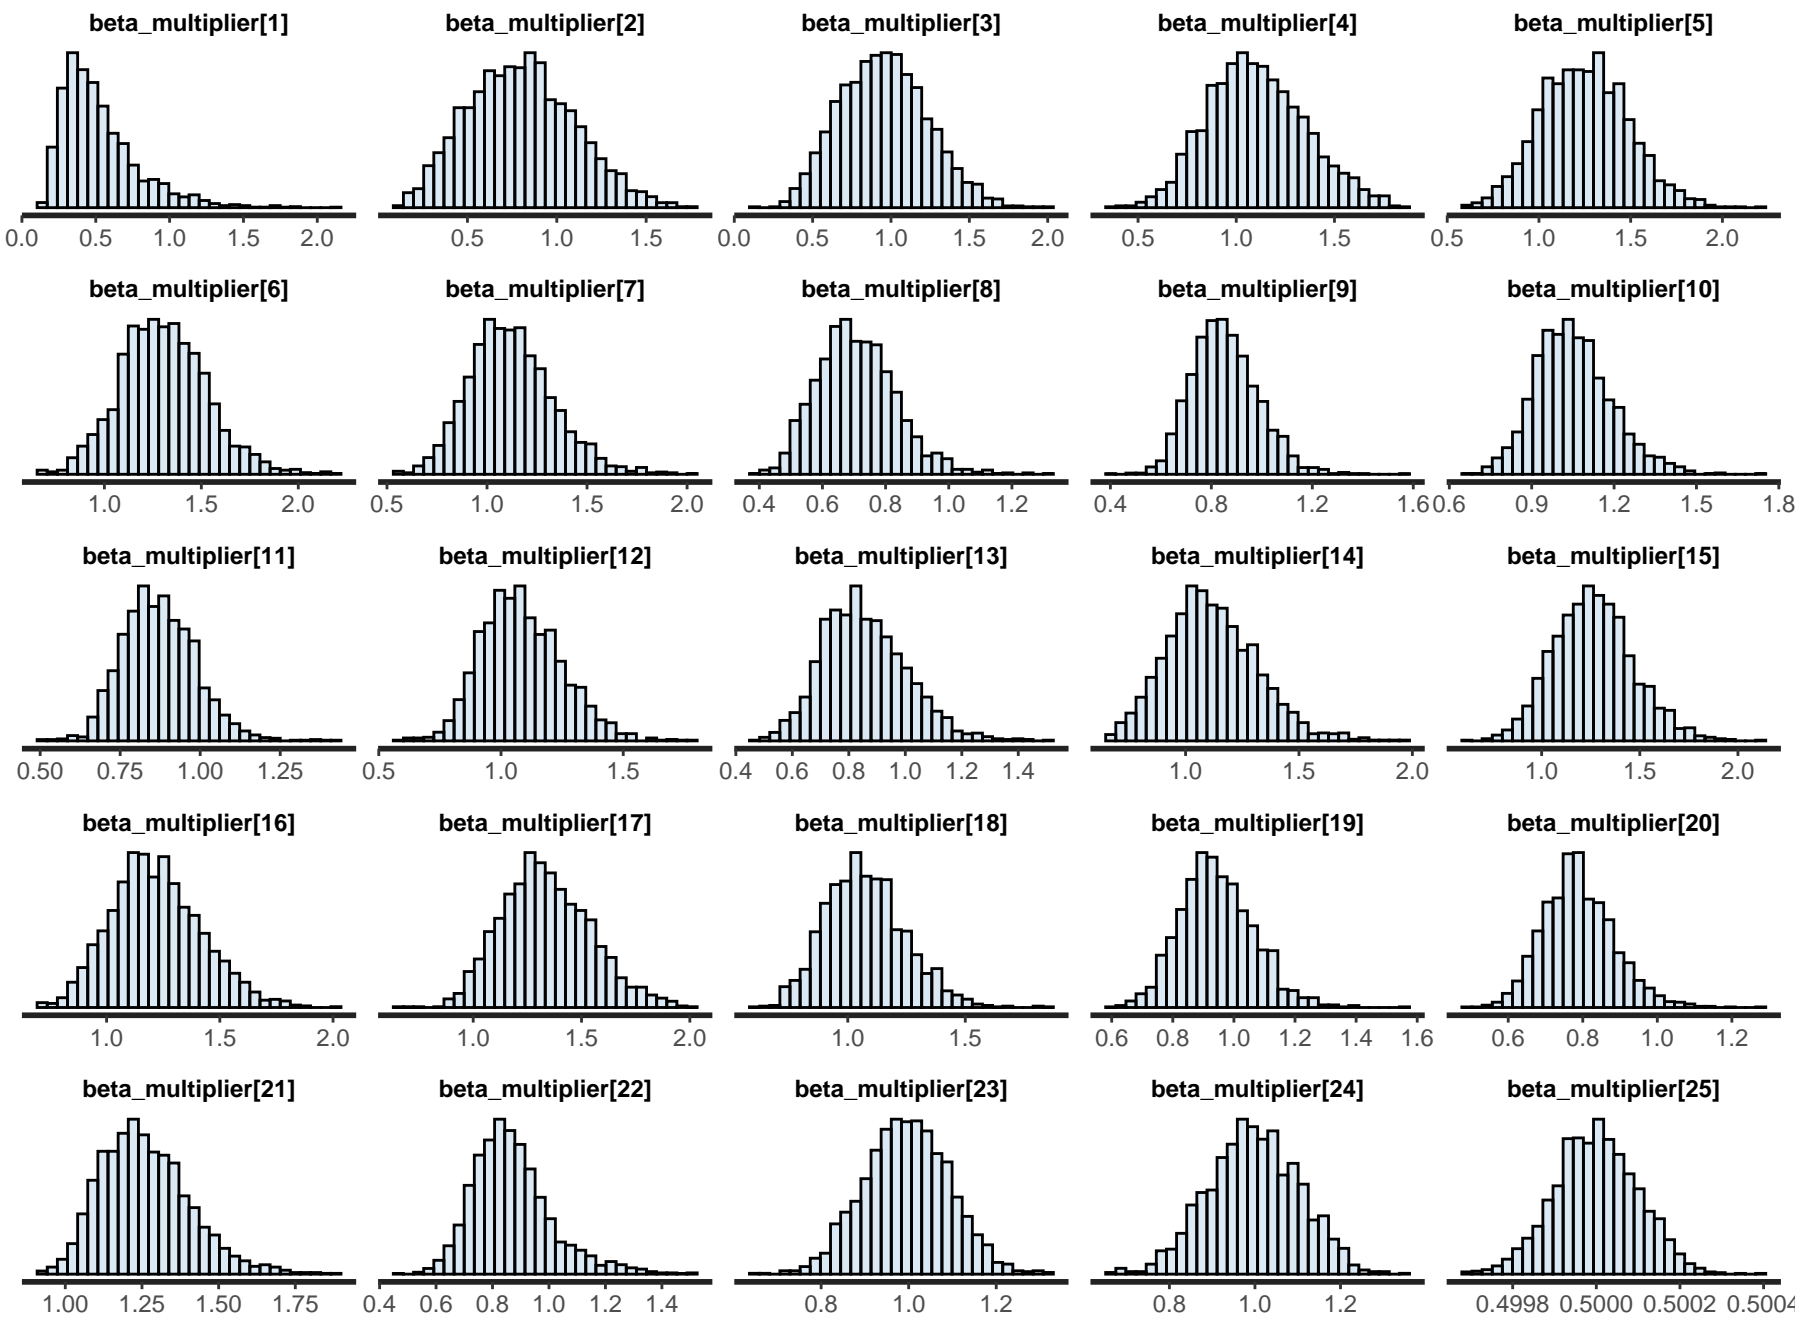 beta_multiplier[1] beta_multiplier[2] beta_multiplier[3] beta_multiplier[4] beta_multiplier[5]
0.0 0.5 1.0 1.5 2.0 0.5 1.0 1.5 0.0 0.5 1.0 1.5 2.0 0.5 1.0 1.5 0.5 1.0 1.5 2.0
beta_multiplier[6] beta_multiplier[7] beta_multiplier[8] beta_multiplier[9] beta_multiplier[10]
1.0 1.5 2.0 0.5 1.0 1.5 2.0 0.4 0.6 0.8 1.0 1.2 0.4 0.8 1.2 1.6 0.6 0.9 1.2 1.5 1.8
beta_multiplier[11] beta_multiplier[12] beta_multiplier[13] beta_multiplier[14] beta_multiplier[15]
0.50 0.75 1.00 1.25 0.5 1.0 1.5 0.4 0.6 0.8 1.0 1.2 1.4 1.0 1.5 2.0 1.0 1.5 2.0
beta_multiplier[16] beta_multiplier[17] beta_multiplier[18] beta_multiplier[19] beta_multiplier[20]
1.0 1.5 2.0 1.0 1.5 2.0 1.0 1.5 0.6 0.8 1.0 1.2 1.4 1.6 0.6 0.8 1.0 1.2
beta_multiplier[21] beta_multiplier[22] beta_multiplier[23] beta_multiplier[24] beta_multiplier[25]
1.00 1.25 1.50 1.75 0.4 0.6 0.8 1.0 1.2 1.4 0.8 1.0 1.2 0.8 1.0 1.2 0.4998 0.5000 0.5002 0.5004